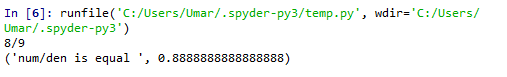 In [6]: runfile('C:/Users/Umar/.spyder-py3/temp.py', wdir='C:/Users/
Umar/.spyder-py3')
8/9
('num/den is equal ', 0.8888888888888888)